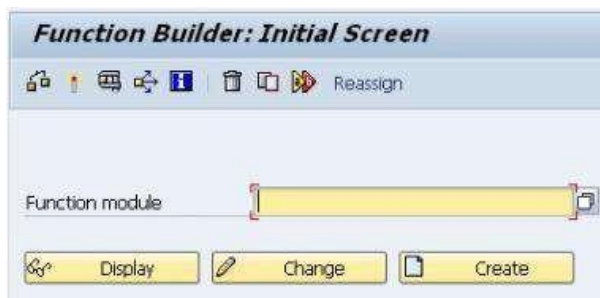 Function Builder: Initial Screen
Reassign
Function module
Display Change Create